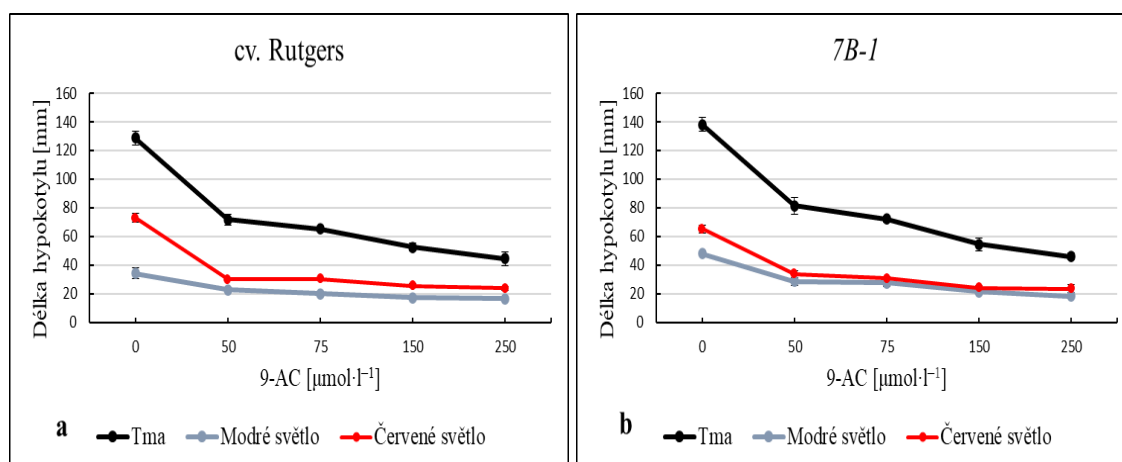 cv. Rutgers
160
140
120
100
80
60
40
20
0
Délka hypokotylu [mm]
0 50 75 150 250
9-AC [µmol·l⁻¹]
a Tma Modré světlo Červené světlo
7B-1
160
140
120
100
80
60
40
20
0
Délka hypokotylu [mm]
0 50 75 150 250
9-AC [µmol·l⁻¹]
b Tma Modré světlo Červené světlo